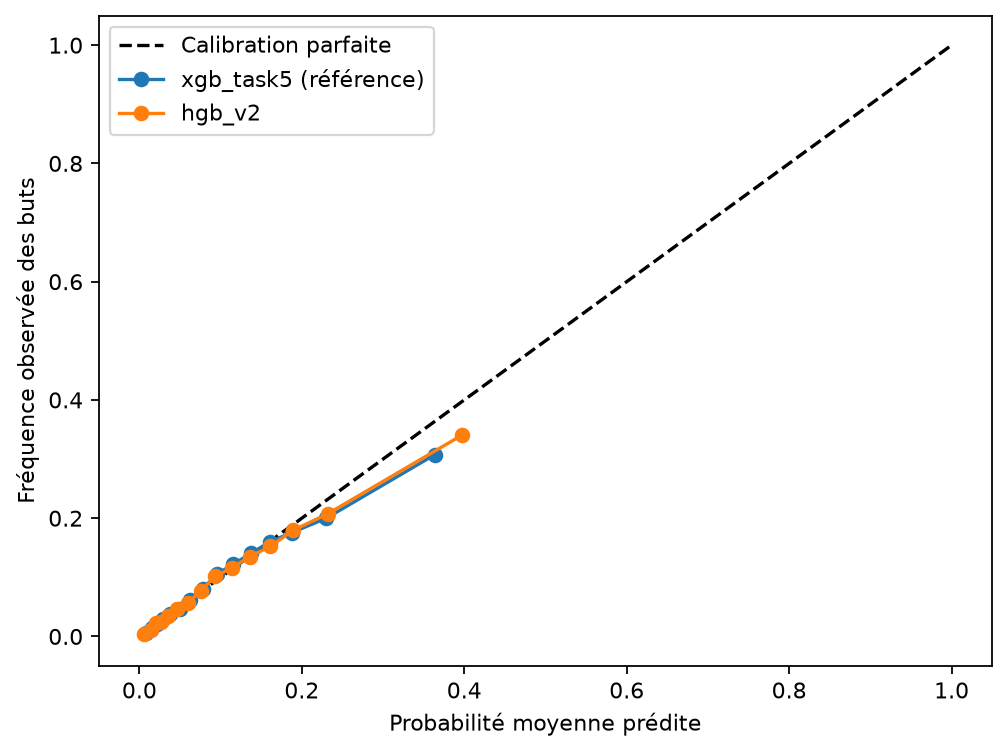 Calibration parfaite
xgb_task5 (référence)
hgb_v2
1.0
0.8
0.6
0.4
0.2
0.0
Fréquence observée des buts
0.0 0.2 0.4 0.6 0.8 1.0
Probabilité moyenne prédite